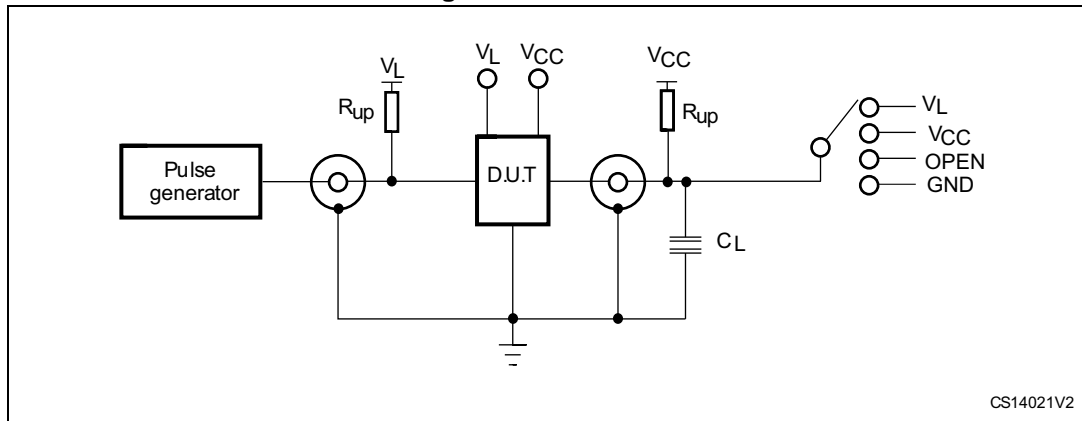 VL
Rup
VL
VCC
VCC
Rup
VL
VCC
OPEN
GND
Pulse
generator
D.U.T
CL
CS14021V2